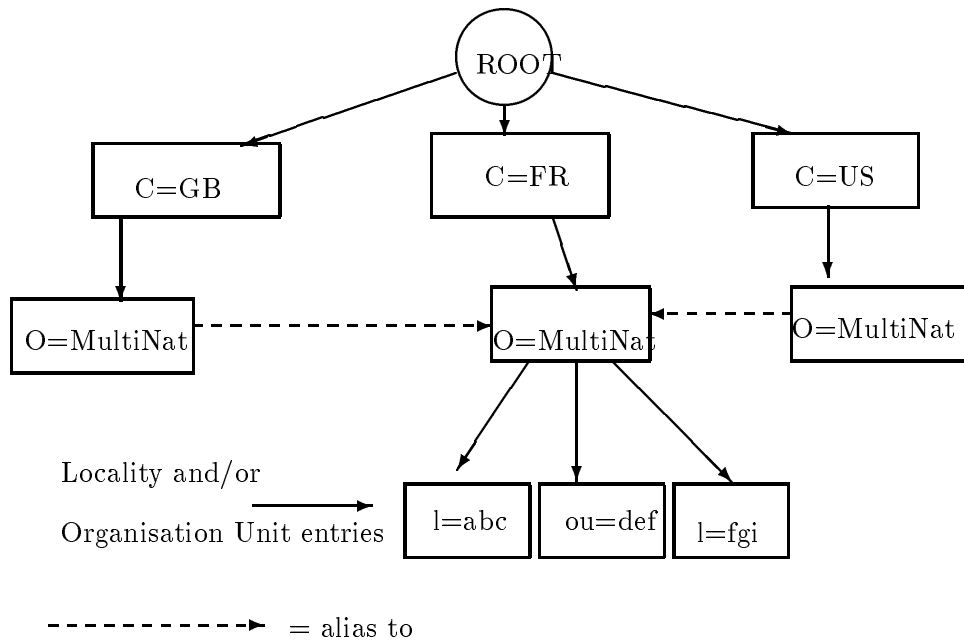 ROOT
C=GB
C=FR
C=US
O=MultiNat
O=MultiNat
O=MultiNat
Locality and/or
Organisation Unit entries
l=abc
ou=def
l=fgi
= alias to